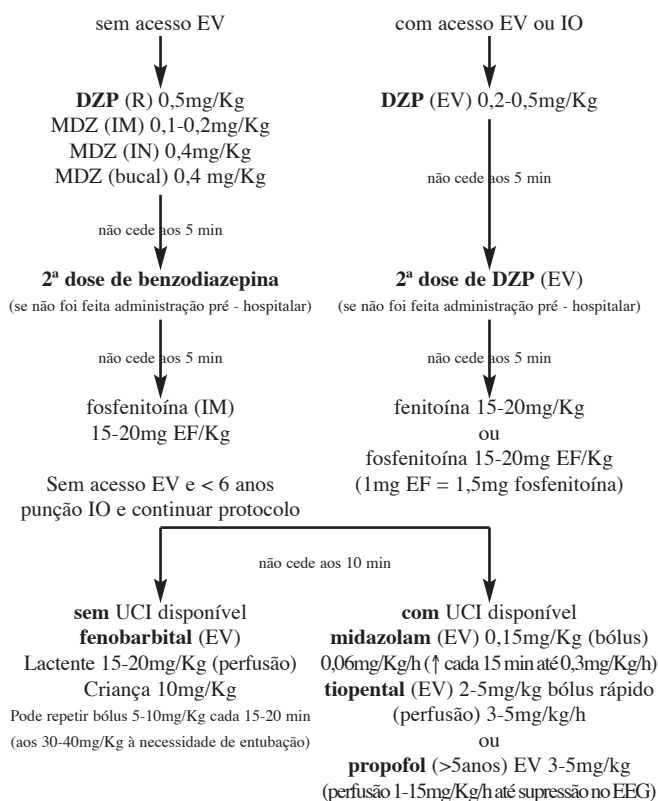 sem acesso EV
DZP (R) 0,5mg/Kg
MDZ (IM) 0,1-0,2mg/Kg
MDZ (IN) 0,4mg/Kg
MDZ (bucal) 0,4 mg/Kg
não cede aos 5 min
2ª dose de benzodiazepina
(se não foi feita administração pré - hospitalar)
não cede aos 5 min
fosfenitoína (IM)
15-20mg EF/Kg
Sem acesso EV e < 6 anos
punção IO e continuar protocolo
com acesso EV ou IO
DZP (EV) 0,2-0,5mg/Kg
não cede aos 5 min
2ª dose de DZP (EV)
(se não foi feita administração pré - hospitalar)
não cede aos 5 min
fenitoína 15-20mg/Kg
ou
fosfenitoína 15-20mg EF/Kg
(1mg EF = 1,5mg fosfenitoína)
não cede aos 10 min
sem UCI disponível
fenobarbital (EV)
Lactente 15-20mg/Kg (perfusão)
Criança 10mg/Kg
Pode repetir bólus 5-10mg/Kg cada 15-20 min
(aos 30-40mg/Kg à necessidade de entubação)
com UCI disponível
midazolam (EV) 0,15mg/Kg (bólus)
0,06mg/Kg/h (↑ cada 15 min até 0,3mg/Kg/h)
tiopental (EV) 2-5mg/kg bólus rápido
(perfusão) 3-5mg/kg/h
ou
propofol (>5anos) EV 3-5mg/kg
(perfusão 1-15mg/Kg/h até supressão no EEG)